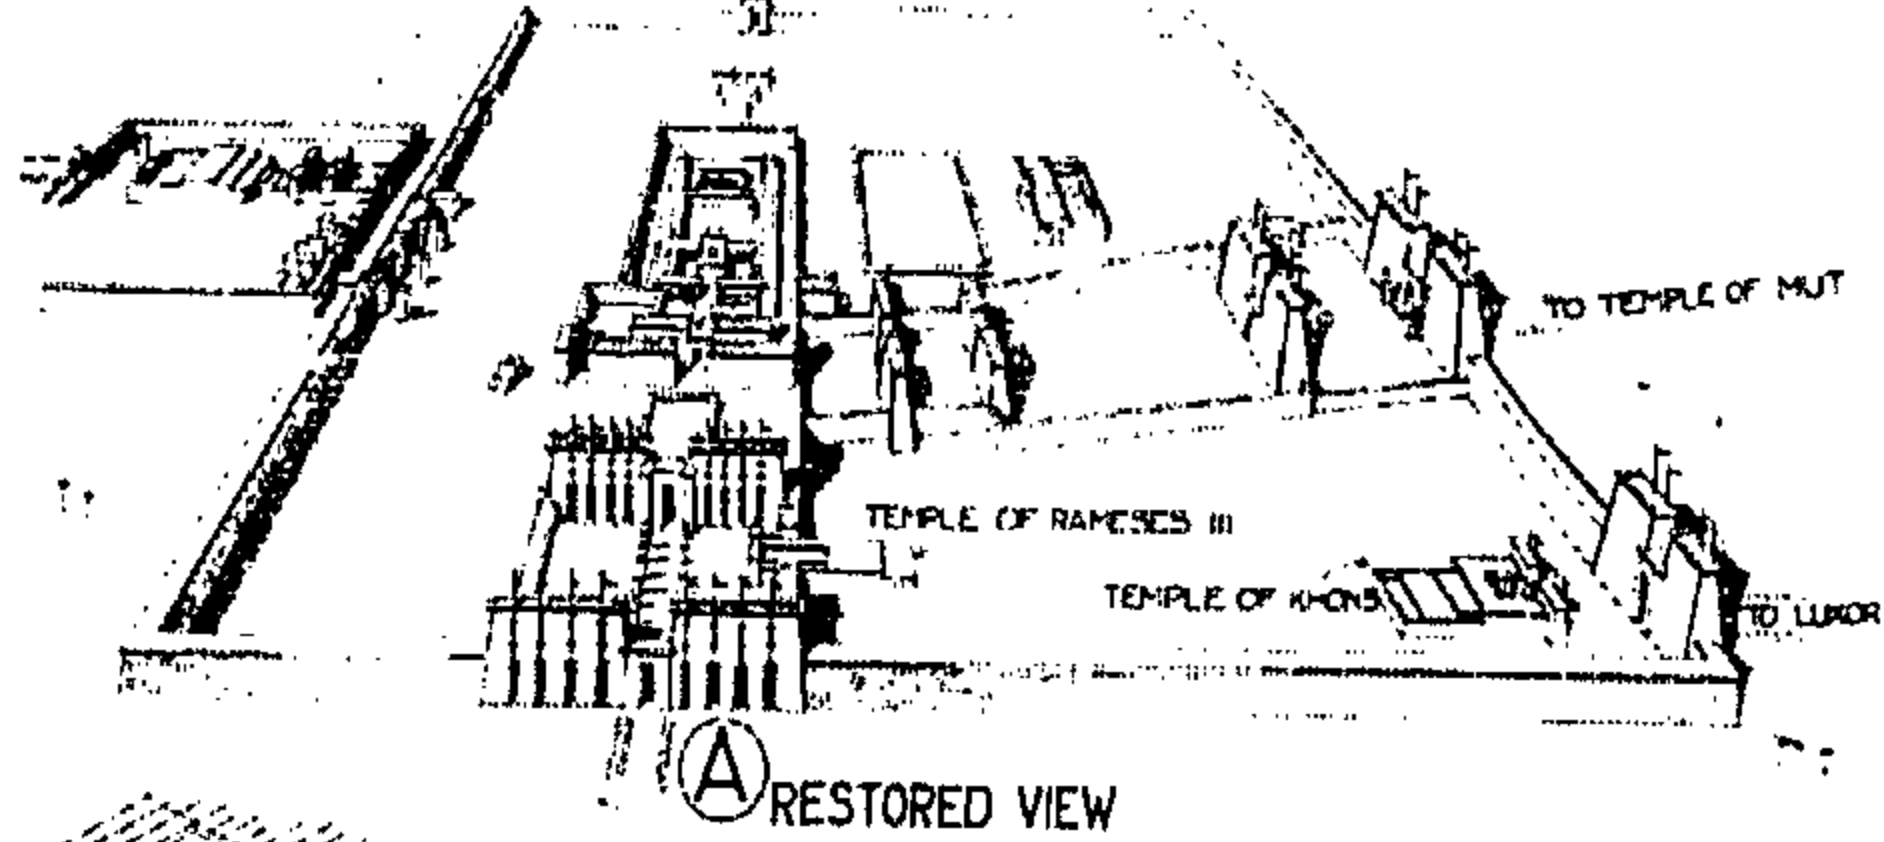 TO TEMPLE OF MUT
TEMPLE OF RAMESES III
TEMPLE OF KHONS
TO LUXOR
A
RESTORED VIEW